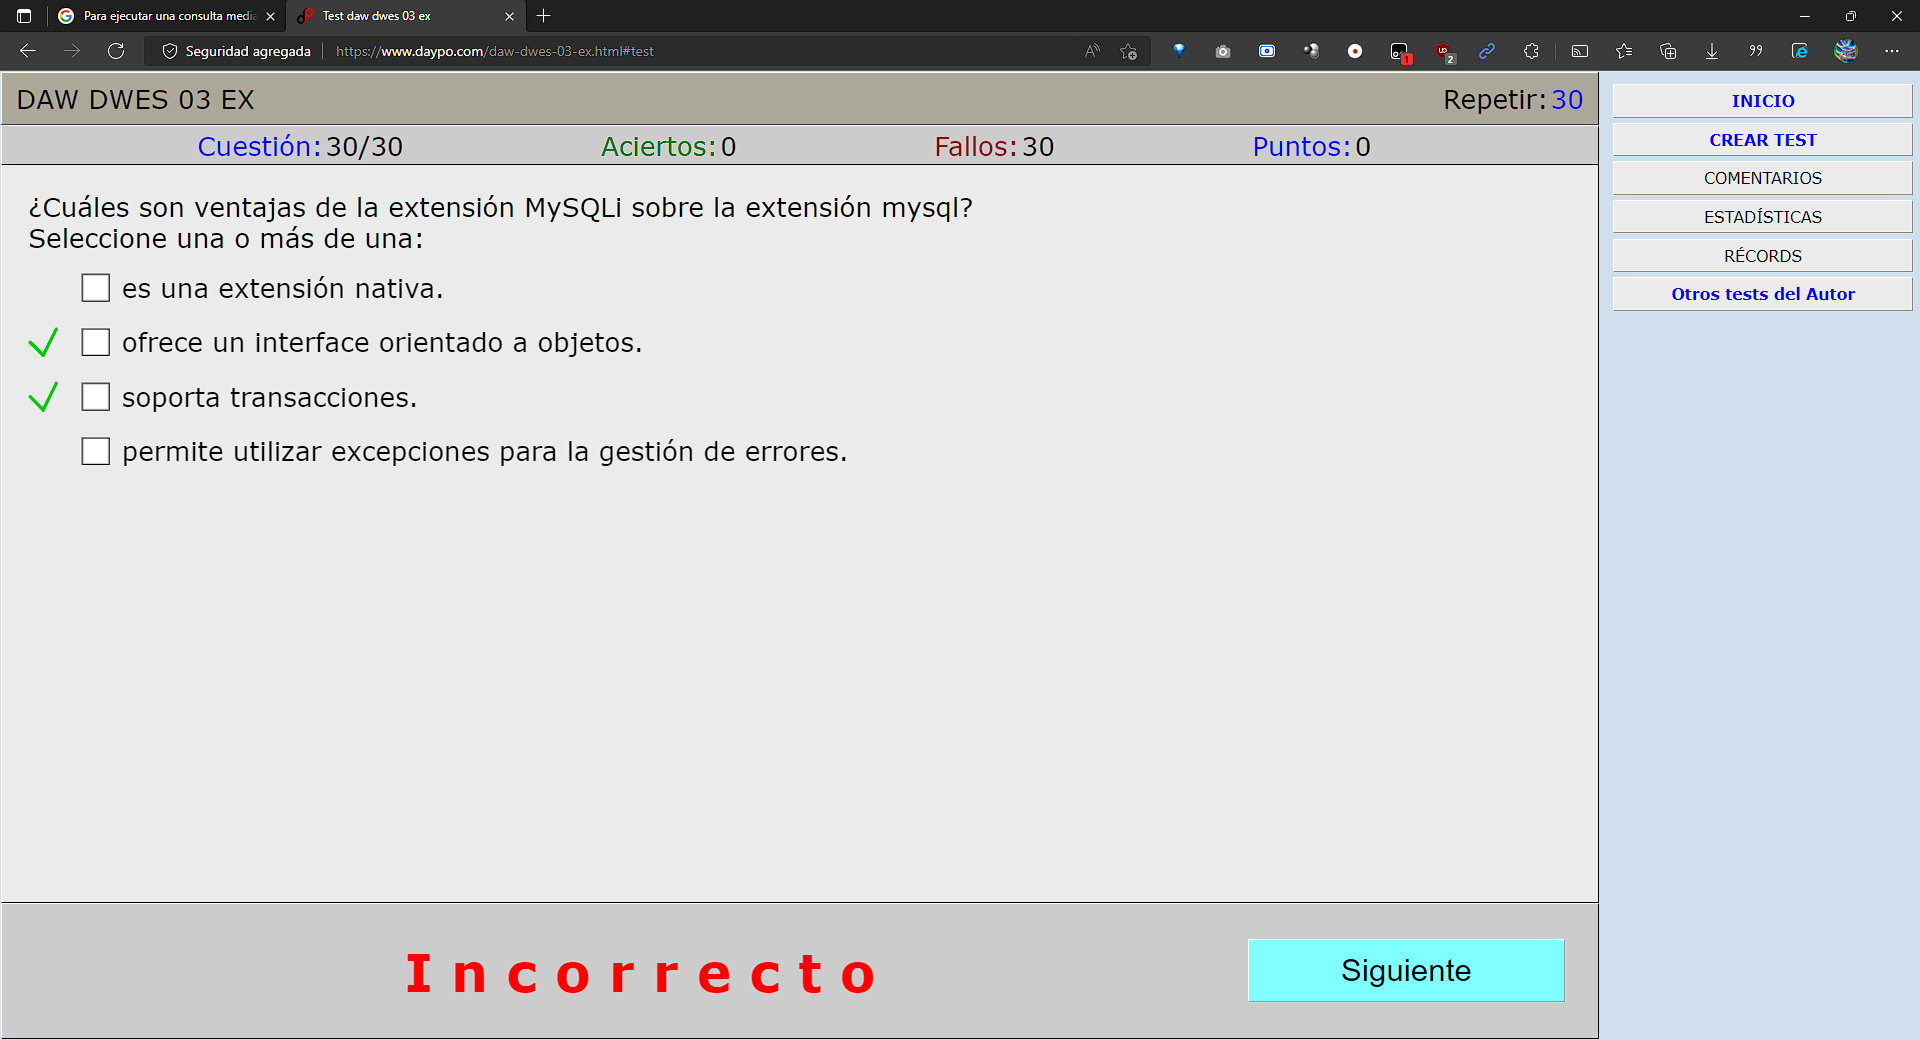 Para ejecutar una consulta media
Test daw dwes 03 ex
Seguridad agregada
https://www.daypo.com/daw-dwes-03-ex.html#test
1
2
DAW DWES 03 EX
Repetir: 30
Cuestión: 30/30
Aciertos: 0
Fallos: 30
Puntos: 0
¿Cuáles son ventajas de la extensión MySQLi sobre la extensión mysql?
Seleccione una o más de una:
es una extensión nativa.
ofrece un interface orientado a objetos.
soporta transacciones.
permite utilizar excepciones para la gestión de errores.
Incorrecto
Siguiente
INICIO
CREAR TEST
COMENTARIOS
ESTADÍSTICAS
RÉCORDS
Otros tests del Autor